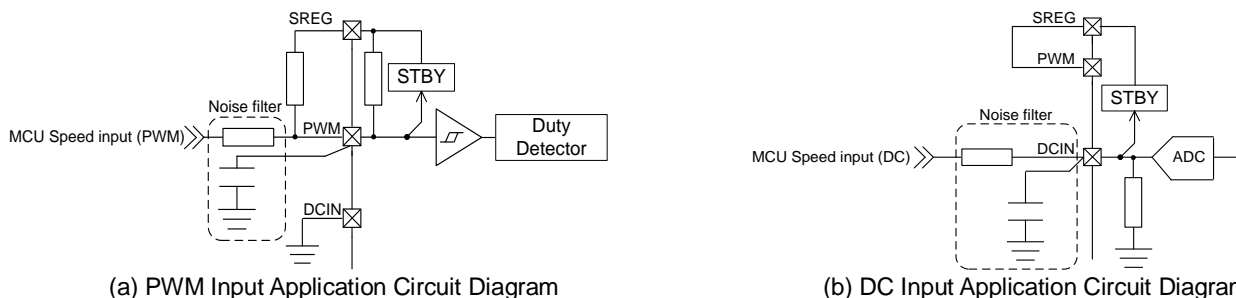 SREG
STBY
Noise filter
MCU Speed input (PWM)
PWM
Duty
Detector
DCIN
(a) PWM Input Application Circuit Diagram
SREG
PWM
STBY
Noise filter
MCU Speed input (DC)
DCIN
ADC
(b) DC Input Application Circuit Diagram